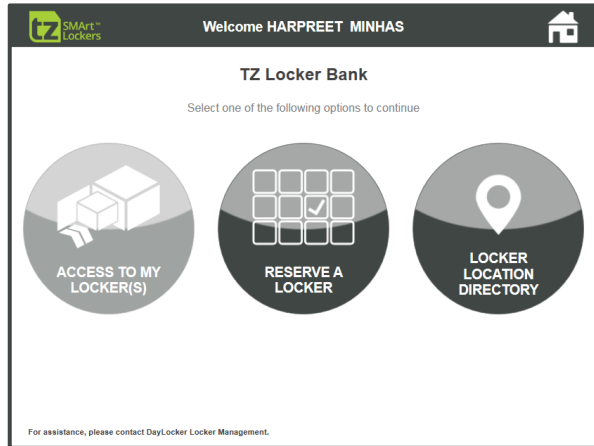 tz SMArt™
Lockers
Welcome HARPREET MINHAS
TZ Locker Bank
Select one of the following options to continue
ACCESS TO MY
LOCKER(S)
RESERVE A
LOCKER
LOCKER
LOCATION
DIRECTORY
For assistance, please contact DayLocker Locker Management.